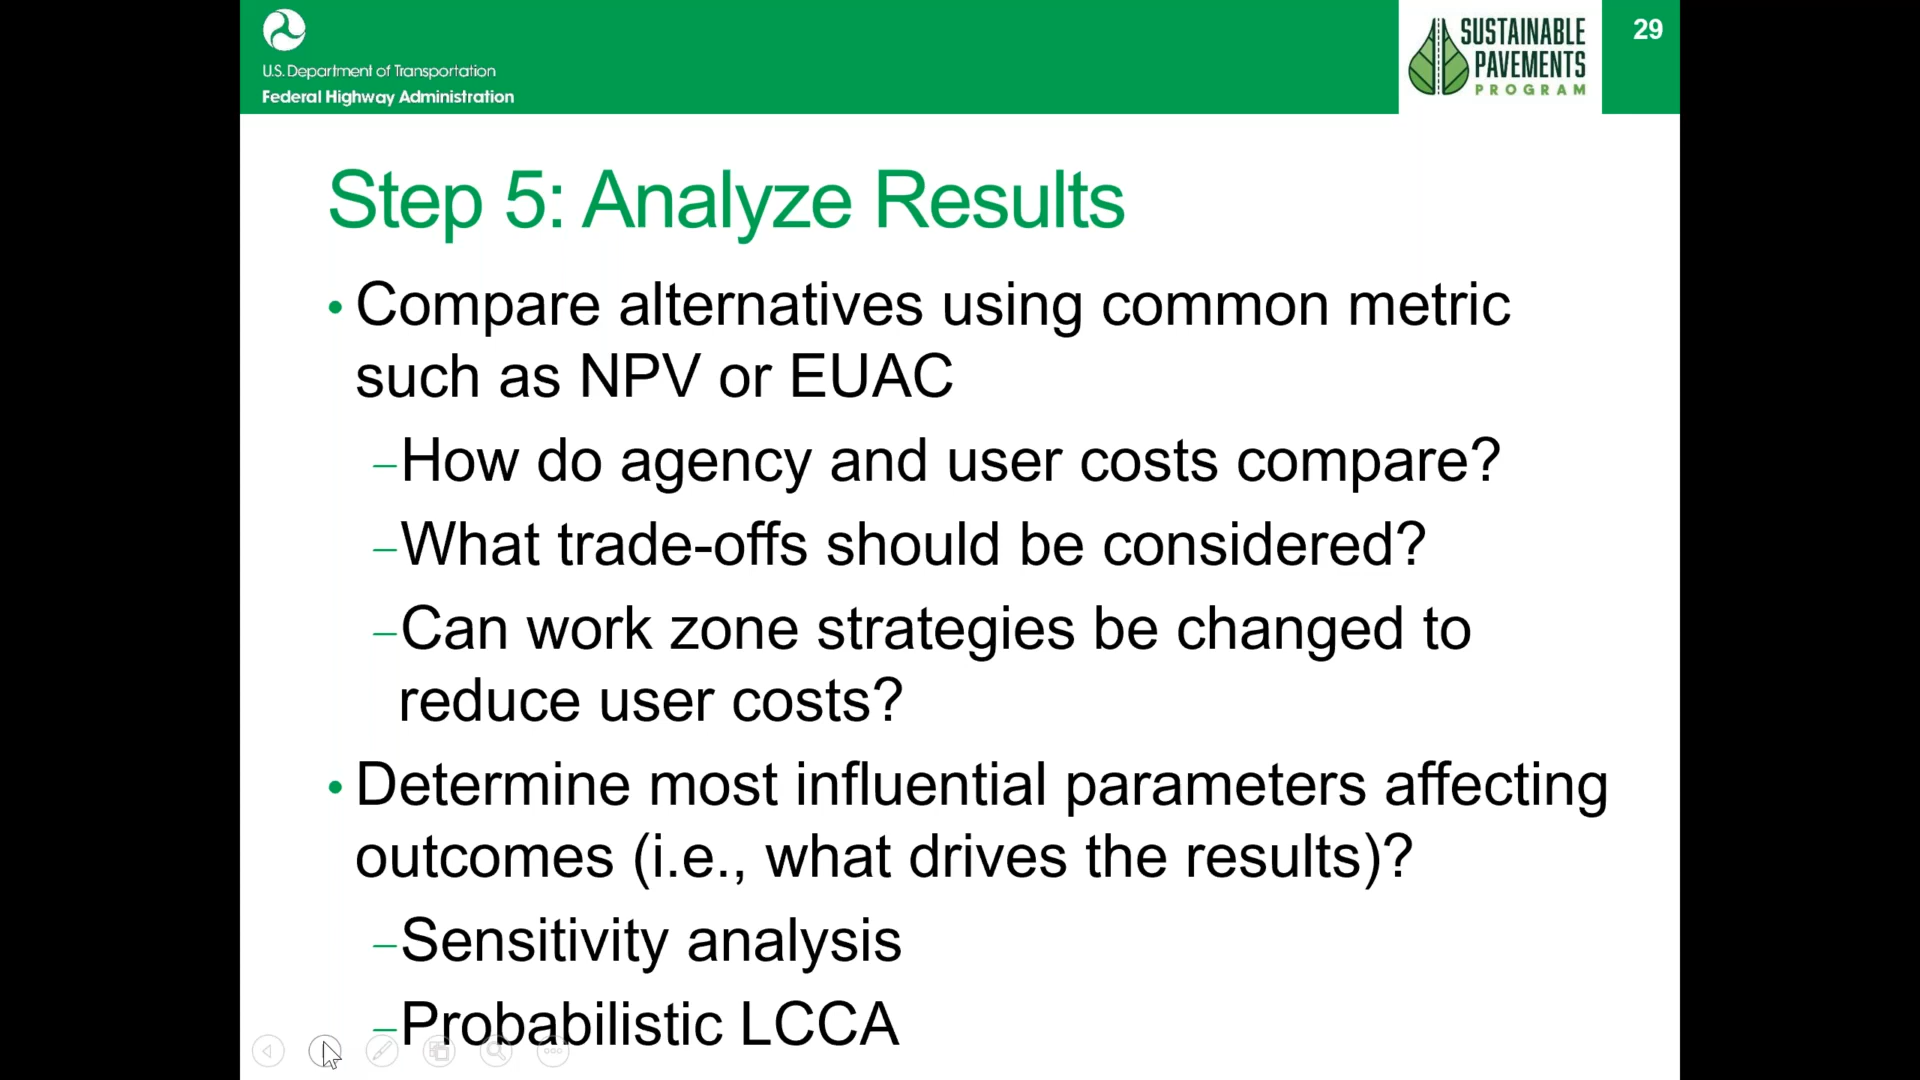 U.S. Department of Transportation
Federal Highway Administration
SUSTAINABLE
PAVEMENTS
PROGRAM
29
Step 5: Analyze Results
• Compare alternatives using common metric
such as NPV or EUAC
–How do agency and user costs compare?
–What trade-offs should be considered?
–Can work zone strategies be changed to
reduce user costs?
• Determine most influential parameters affecting
outcomes (i.e., what drives the results)?
–Sensitivity analysis
–Probabilistic LCCA